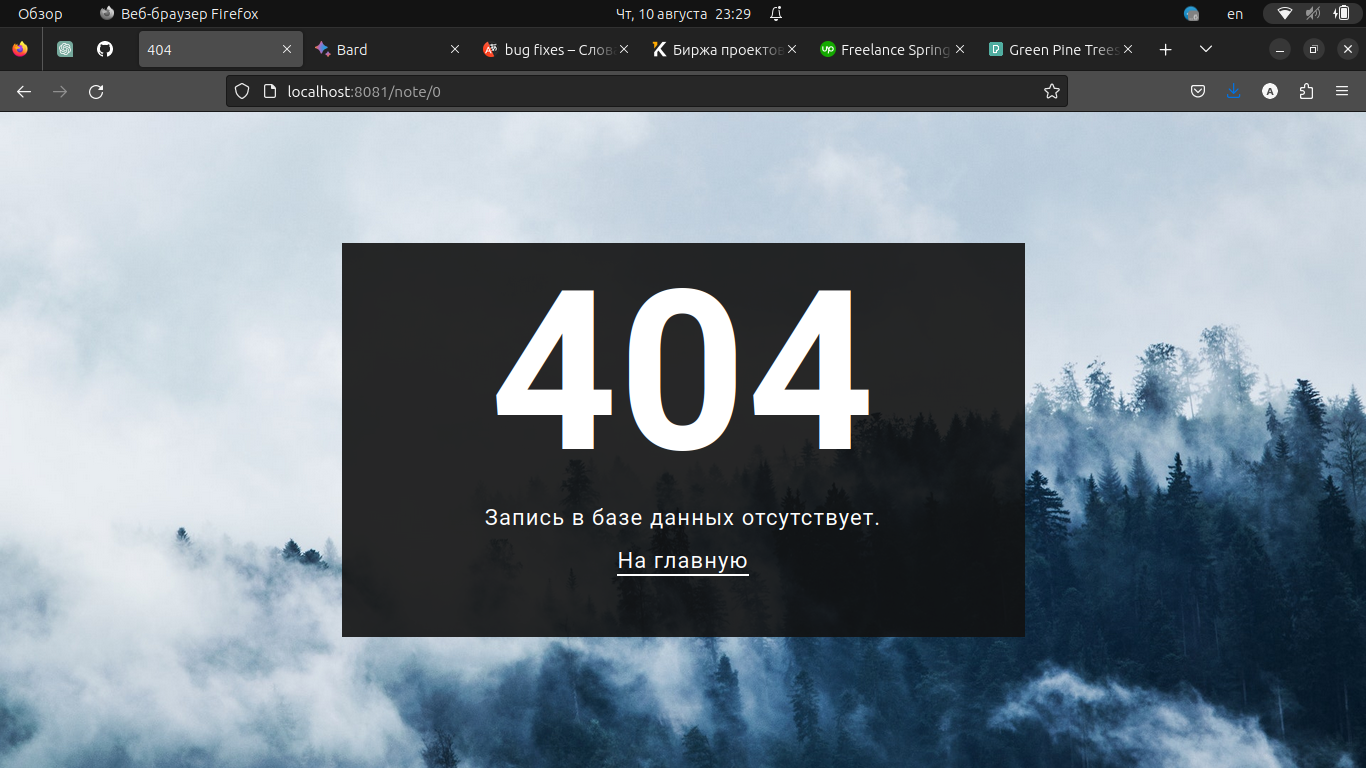 Обзор
Веб-браузер Firefox
Чт, 10 августа 23:29
en
404
Bard
bug fixes – Слов
Биржа проектов
Freelance Spring
Green Pine Trees
localhost:8081/note/0
404
Запись в базе данных отсутствует.
На главную